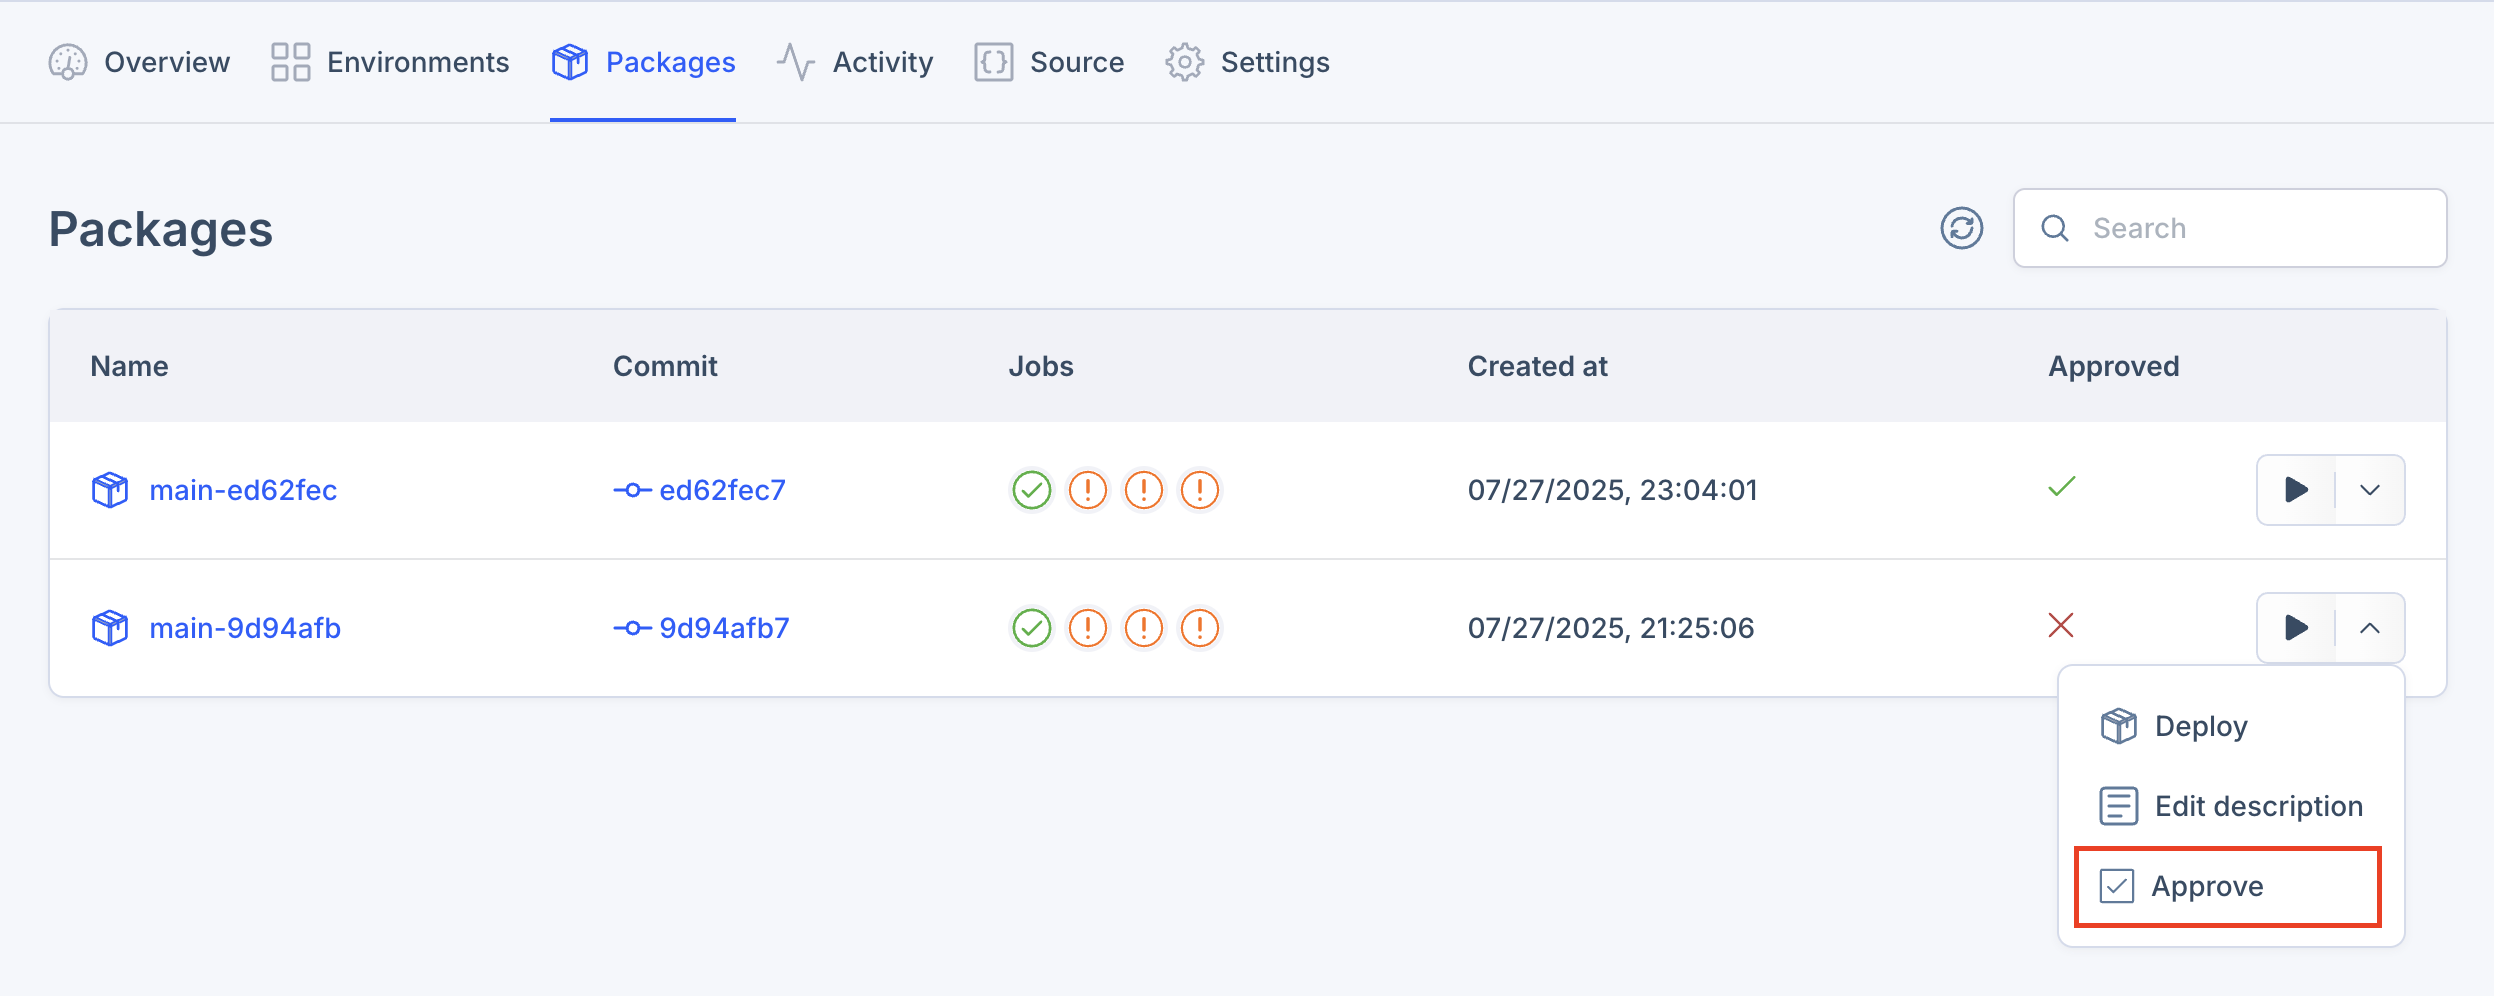 Overview Environments Packages Activity Source Settings
Packages
Search
Name Commit Jobs Created at Approved
main-ed62fec ed62fec7 07/27/2025, 23:04:01
main-9d94afb 9d94afb7 07/27/2025, 21:25:06
Deploy
Edit description
Approve